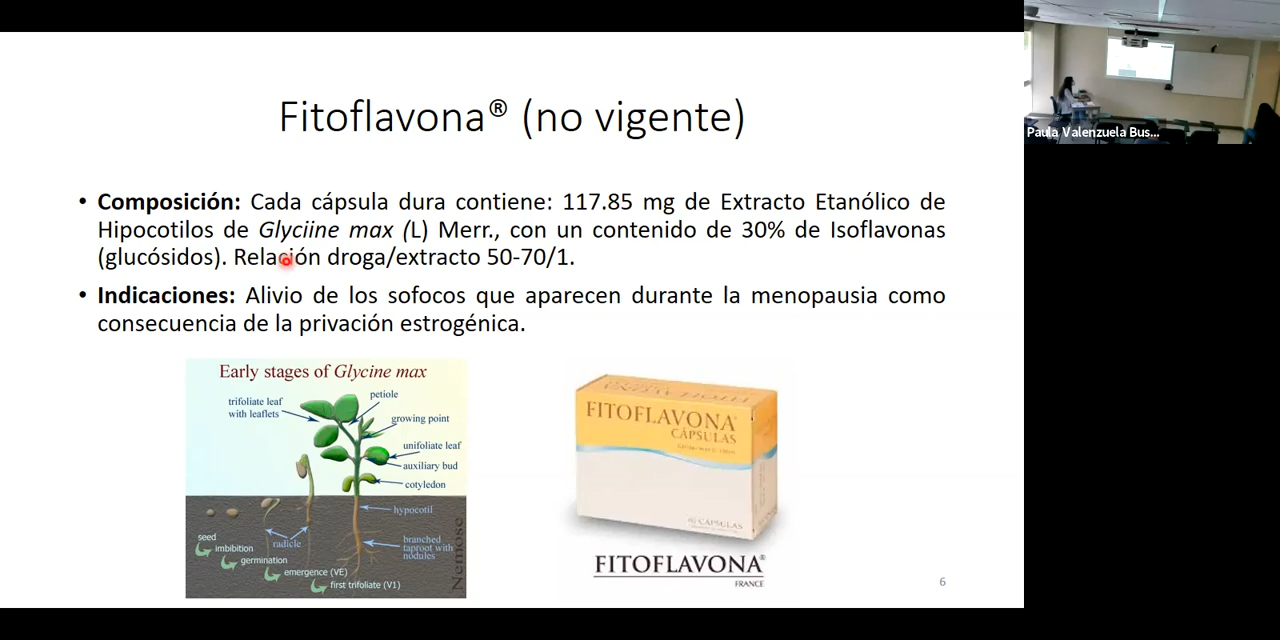 Fitoflavona® (no vigente)
• Composición: Cada cápsula dura contiene: 117.85 mg de Extracto Etanólico de
Hipocotilos de Glyciine max (L) Merr., con un contenido de 30% de Isoflavonas
(glucósidos). Relación droga/extracto 50-70/1.
• Indicaciones: Alivio de los sofocos que aparecen durante la menopausia como
consecuencia de la privación estrogénica.
Early stages of Glycine max
trifoliate leaf
with leaflets
petiole
growing point
unifoliate leaf
auxiliary bud
cotyledon
hypocotil
branched
taproot with
nodules
radicle
seed
imbibition
germination
emergence (VE)
first trifoliate (V1)
Nemose
FITOFLAVONA
CÁPSULAS
CÁPSULAS
FITOFLAVONA®
FRANCE
6
Paula Valenzuela Bus...